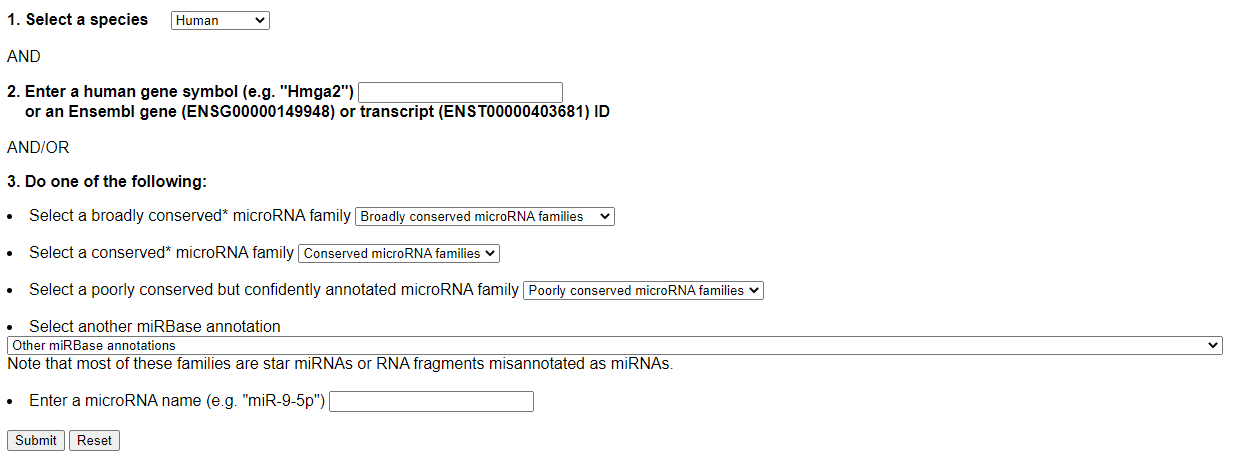 1. Select a species Human
AND
2. Enter a human gene symbol (e.g. "Hmga2")
or an Ensembl gene (ENSG00000149948) or transcript (ENST00000403681) ID
AND/OR
3. Do one of the following:
• Select a broadly conserved* microRNA family Broadly conserved microRNA families
• Select a conserved* microRNA family Conserved microRNA families
• Select a poorly conserved but confidently annotated microRNA family Poorly conserved microRNA families
• Select another miRBase annotation
Other miRBase annotations
Note that most of these families are star miRNAs or RNA fragments misannotated as miRNAs.
• Enter a microRNA name (e.g. "miR-9-5p")
Submit Reset